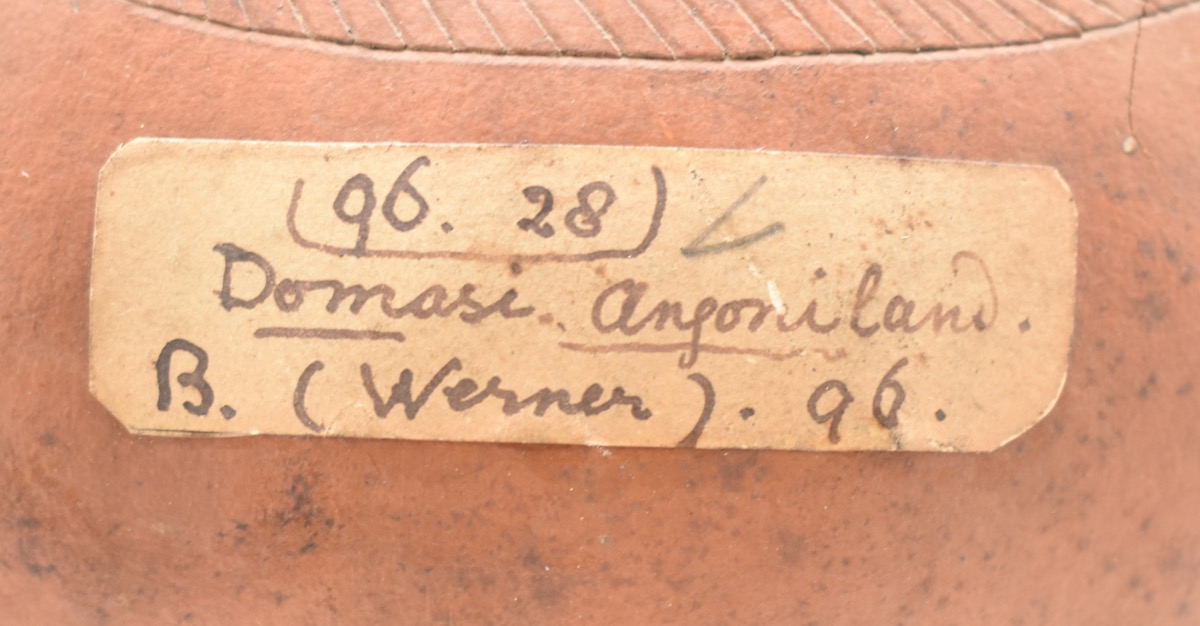 (96. 28)
Domasi. Angoniland.
B. (Werner). 96.